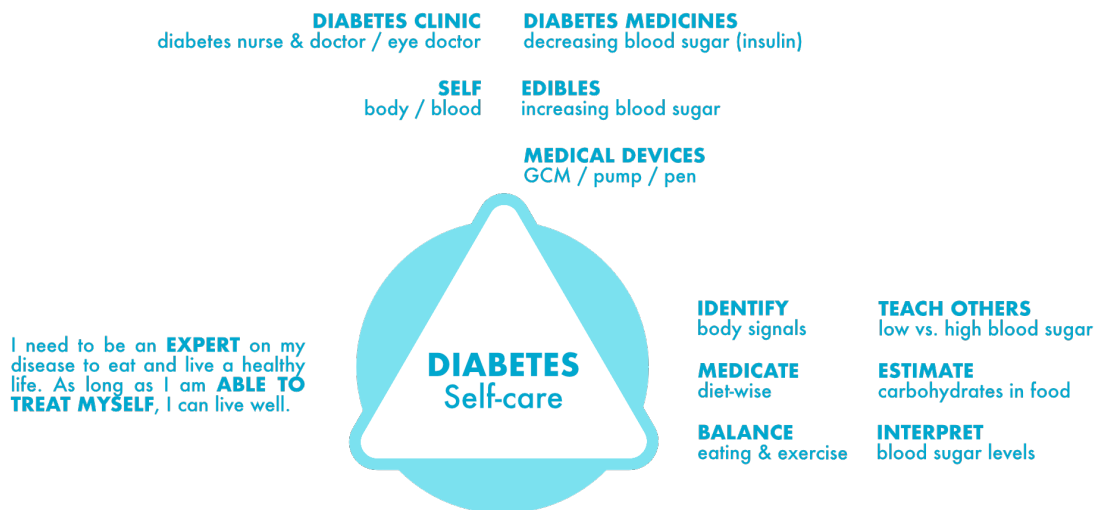 DIABETES CLINIC
diabetes nurse & doctor / eye doctor
DIABETES MEDICINES
decreasing blood sugar (insulin)
SELF
body / blood
EDIBLES
increasing blood sugar
MEDICAL DEVICES
GCM / pump / pen
I need to be an EXPERT on my
disease to eat and live a healthy
life. As long as I am ABLE TO
TREAT MYSELF, I can live well.
DIABETES
Self-care
IDENTIFY
body signals
TEACH OTHERS
low vs. high blood sugar
MEDICATE
diet-wise
ESTIMATE
carbohydrates in food
BALANCE
eating & exercise
INTERPRET
blood sugar levels